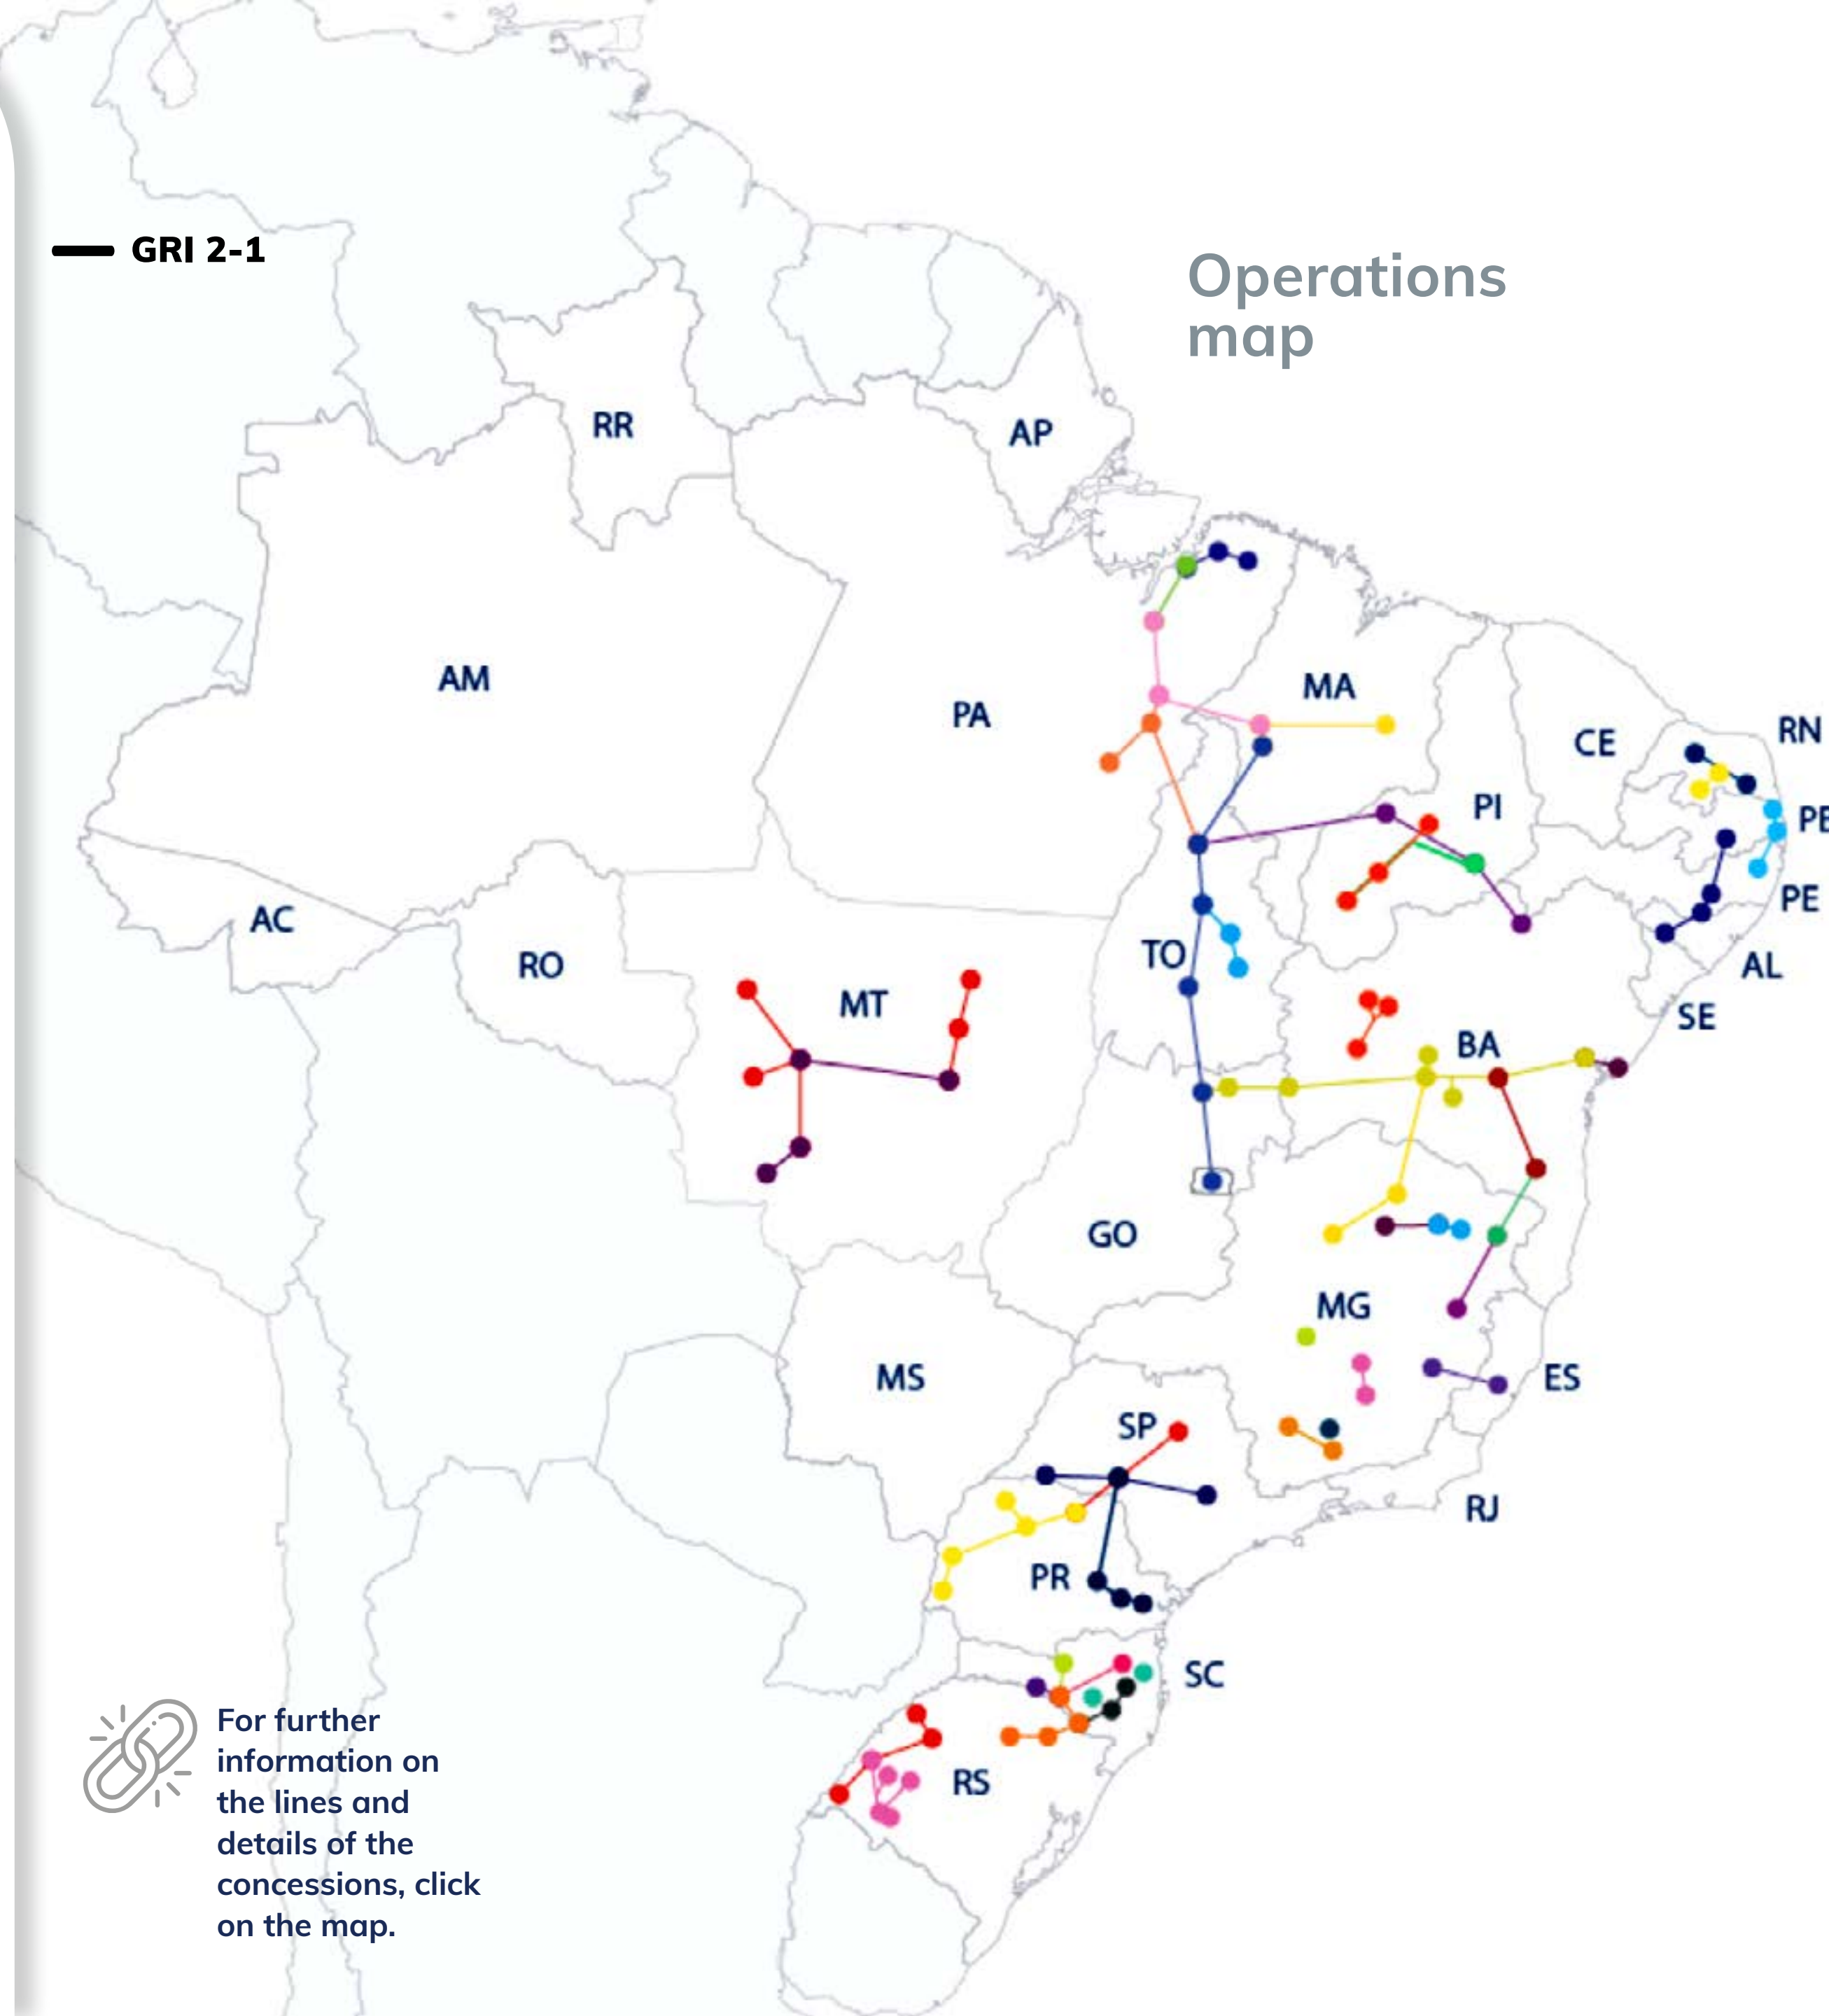 GRI 2-1
Operations
map
RR
AP
AM
PA
MA
CE
RN
PI
PB
PE
AC
RO
MT
TO
AL
SE
BA
GO
MG
MS
ES
SP
RJ
PR
SC
RS
For further
information on
the lines and
details of the
concessions, click
on the map.